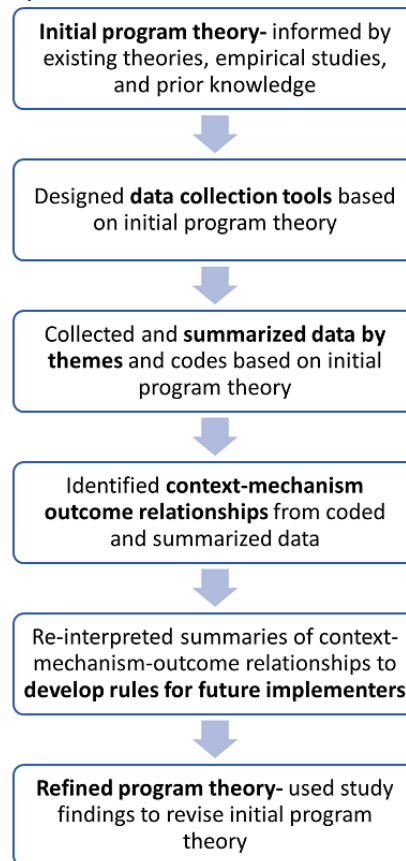 Initial program theory- informed by
existing theories, empirical studies,
and prior knowledge
Designed data collection tools based
on initial program theory
Collected and summarized data by
themes and codes based on initial
program theory
Identified context-mechanism
outcome relationships from coded
and summarized data
Re-interpreted summaries of context-
mechanism-outcome relationships to
develop rules for future implementers
Refined program theory- used study
findings to revise initial program
theory